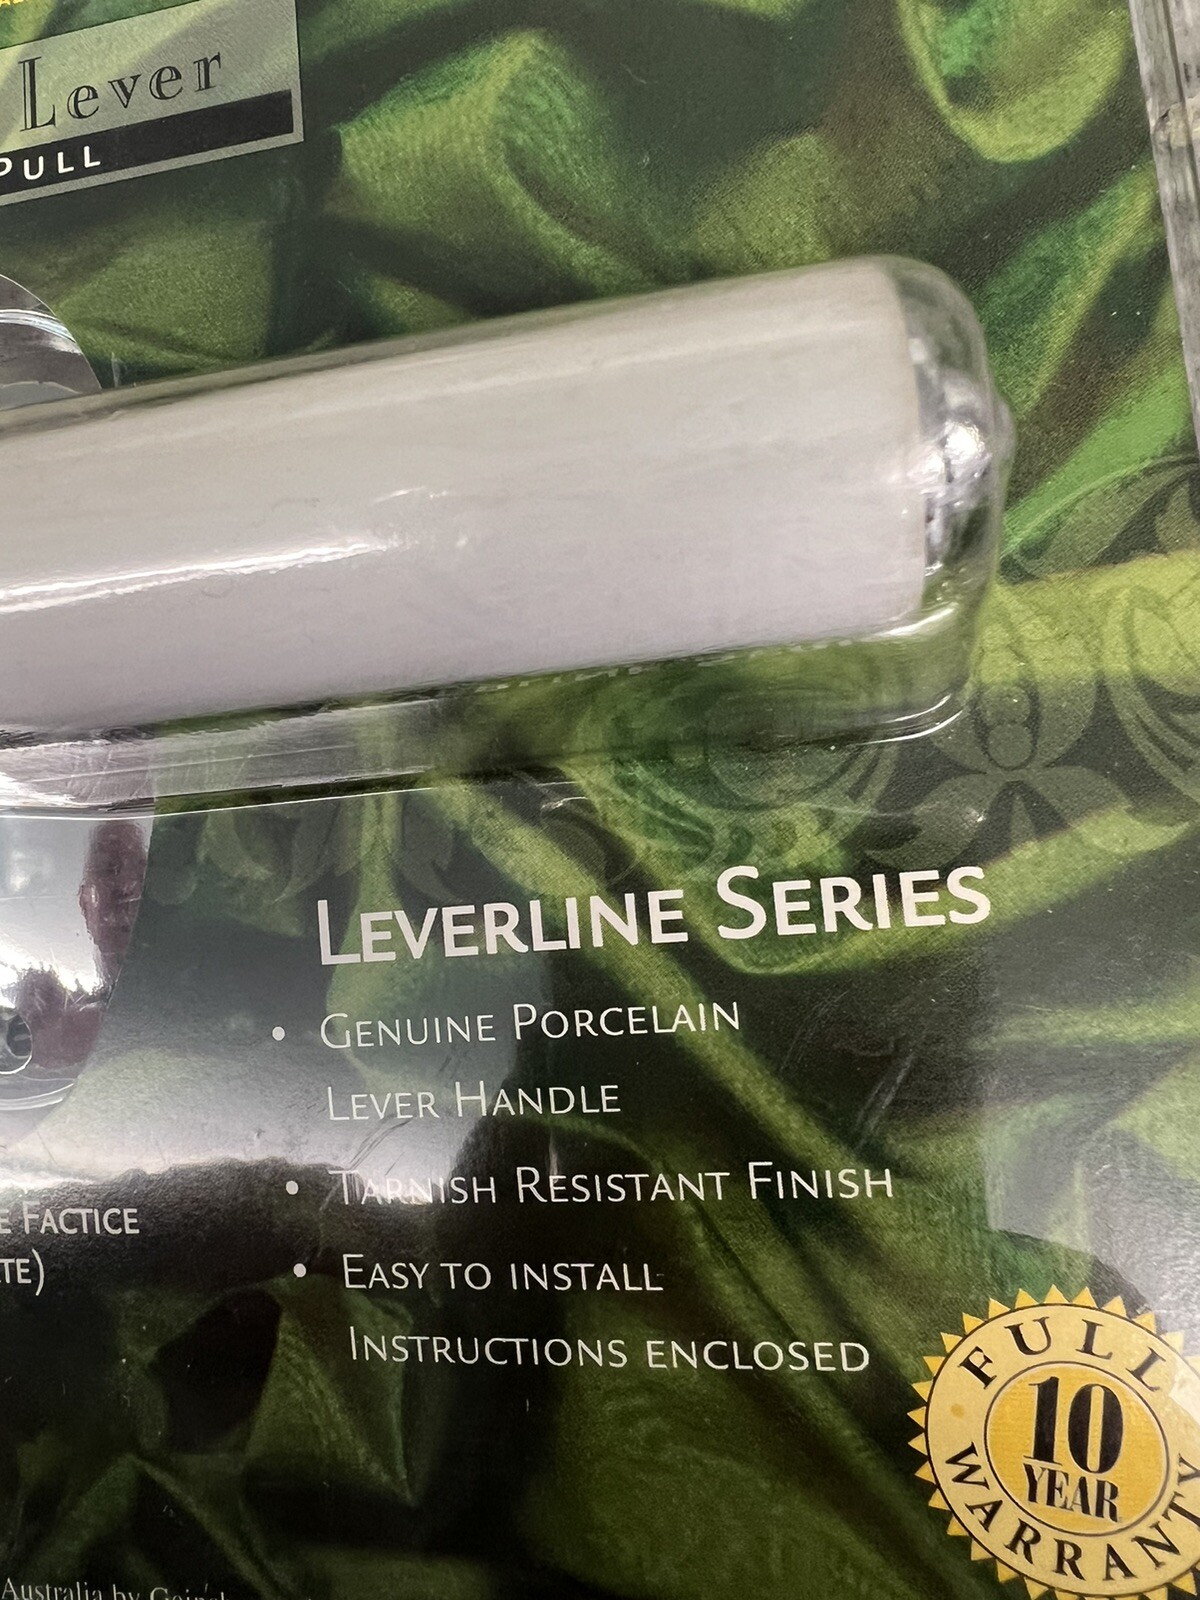 Lever
PULL
LEVERLINE SERIES
• GENUINE PORCELAIN
LEVER HANDLE
• TARNISH RESISTANT FINISH
• EASY TO INSTALL
INSTRUCTIONS ENCLOSED
FACTICE
FULL
10
YEAR
WARRANTY
Australia by